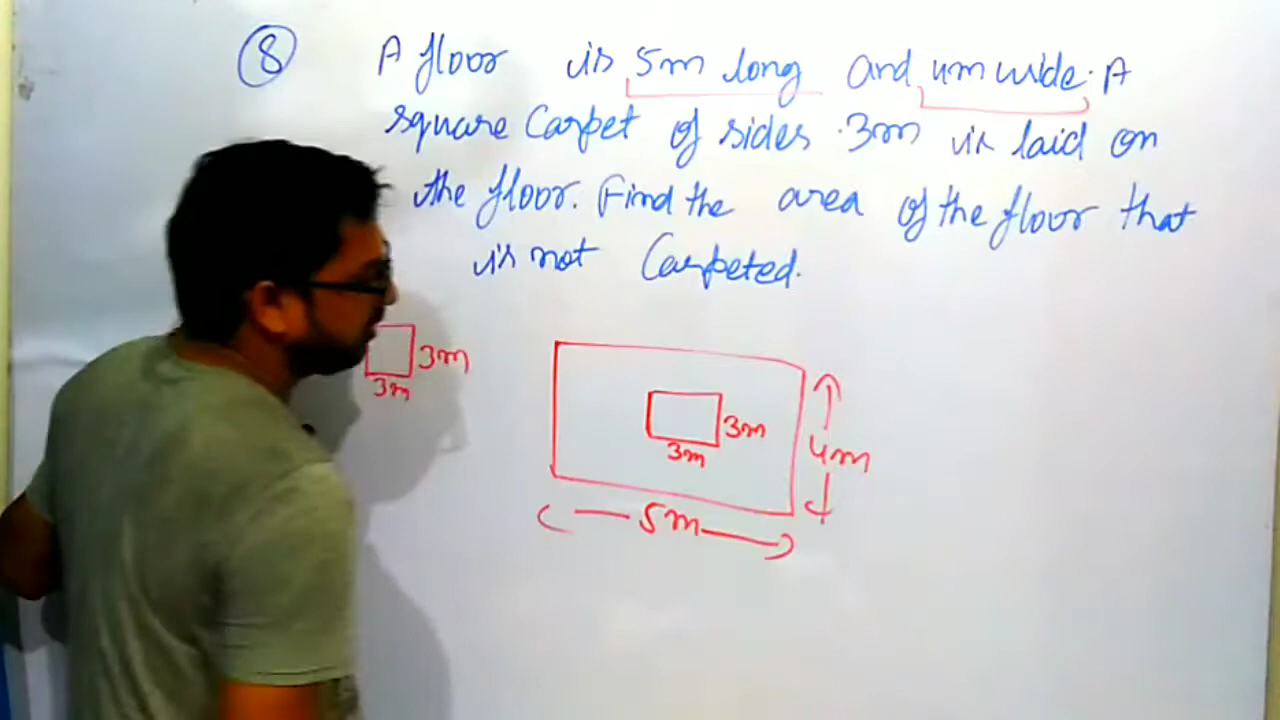 8 A floor is 5m long and 4m wide. A
square Carpet of sides .3m is laid on
the floor. Find the area of the floor that
is not Carpeted.
3m
3m
3m
3m
4m
5m